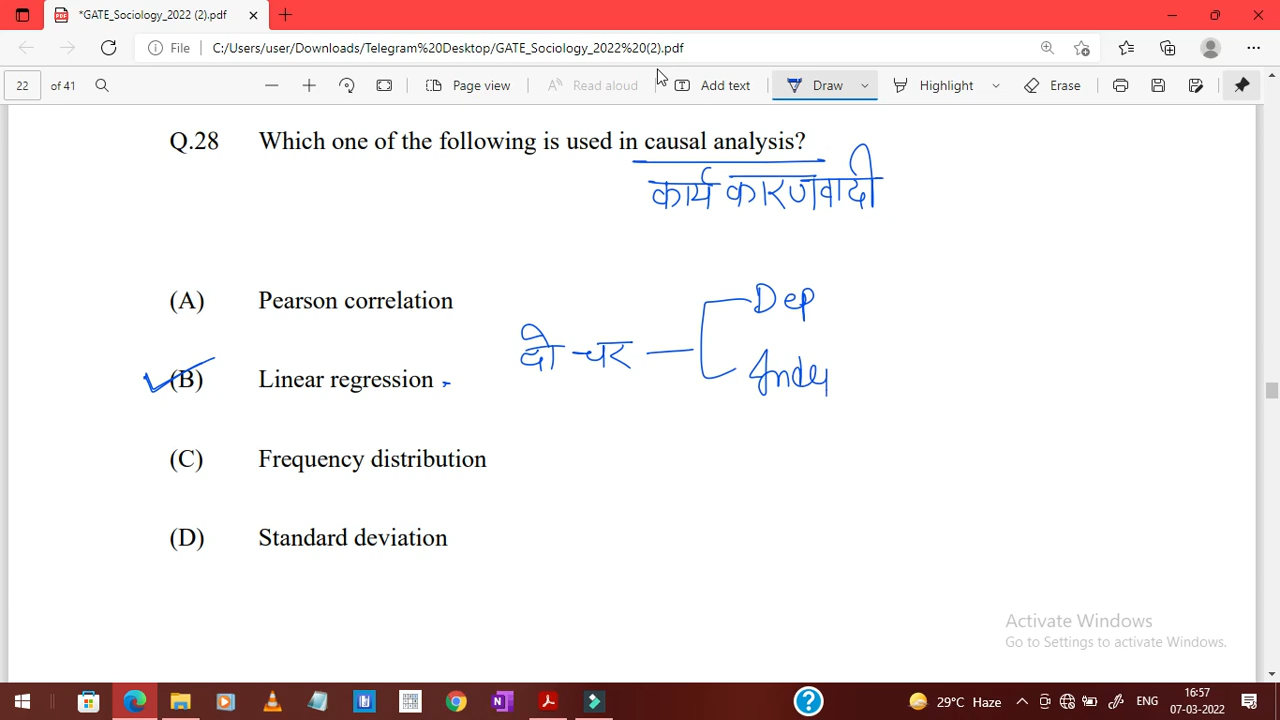 *GATE_Sociology_2022 (2).pdf
File C:/Users/user/Downloads/Telegram%20Desktop/GATE_Sociology_2022%20(2).pdf
22 of 41 Page view Read aloud Add text Draw Highlight Erase
Q.28 Which one of the following is used in causal analysis?
कार्य कारणवादी
(A) Pearson correlation
Dep
दो चर
(B) Linear regression
Indep
(C) Frequency distribution
(D) Standard deviation
Activate Windows
Go to Settings to activate Windows.
29°C Haze ENG 16:57
07-03-2022